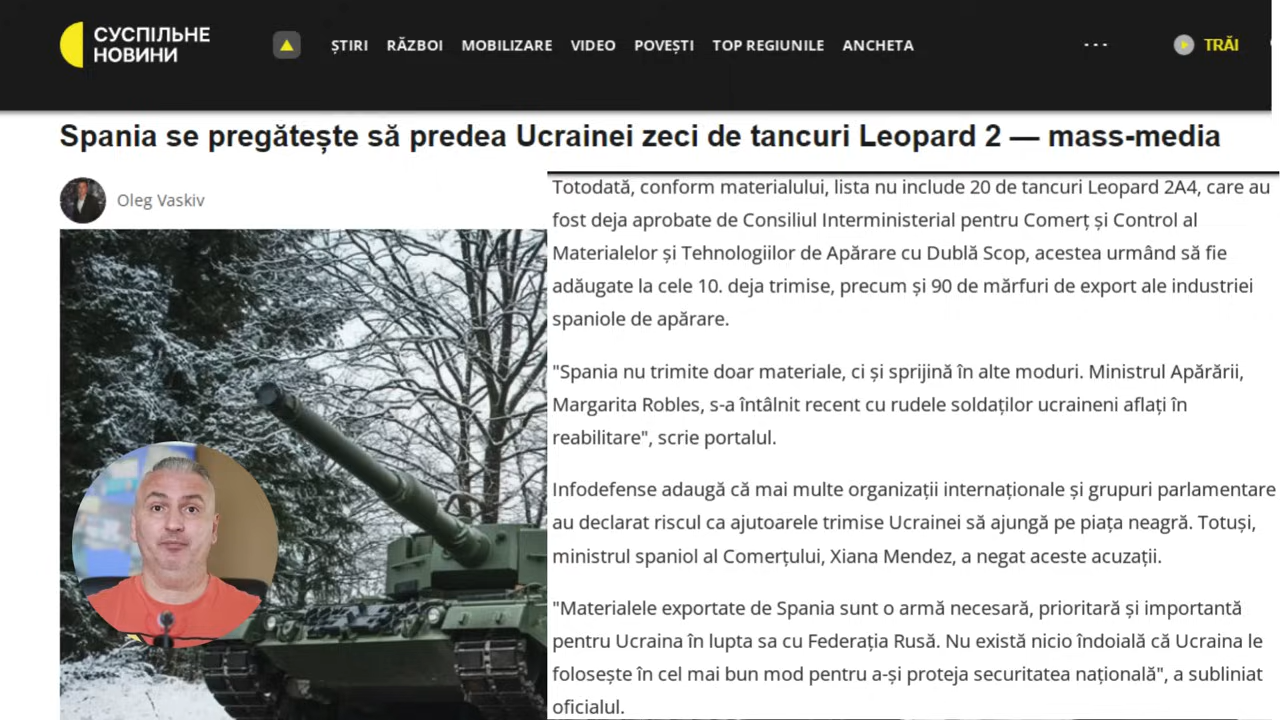 СУСПІЛЬНЕ
НОВИНИ
ȘTIRI RĂZBOI MOBILIZARE VIDEO POVEȘTI TOP REGIUNILE ANCHETA
TRĂI
Spania se pregătește să predea Ucrainei zeci de tancuri Leopard 2 — mass-media
Oleg Vaskiv
Totodată, conform materialului, lista nu include 20 de tancuri Leopard 2A4, care au
fost deja aprobate de Consiliul Interministerial pentru Comerț și Control al
Materialelor și Tehnologiilor de Apărare cu Dublă Scop, acestea urmând să fie
adăugate la cele 10. deja trimise, precum și 90 de mărfuri de export ale industriei
spaniole de apărare.
"Spania nu trimite doar materiale, ci și sprijină în alte moduri. Ministrul Apărării,
Margarita Robles, s-a întâlnit recent cu rudele soldaților ucraineni aflați în
reabilitare", scrie portalul.
Infodefense adaugă că mai multe organizații internaționale și grupuri parlamentare
au declarat riscul ca ajutoarele trimise Ucrainei să ajungă pe piața neagră. Totuși,
ministrul spaniol al Comerțului, Xiana Mendez, a negat aceste acuzații.
"Materialele exportate de Spania sunt o armă necesară, prioritară și importantă
pentru Ucraina în lupta sa cu Federația Rusă. Nu există nicio îndoială că Ucraina le
folosește în cel mai bun mod pentru a-și proteja securitatea națională", a subliniat
oficialul.